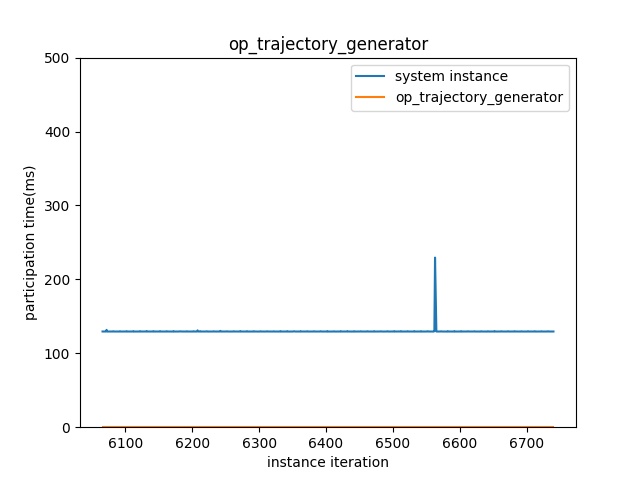 op_trajectory_generator
500
400
300
200
100
0
participation time(ms)
system instance
op_trajectory_generator
6100 6200 6300 6400 6500 6600 6700
instance iteration